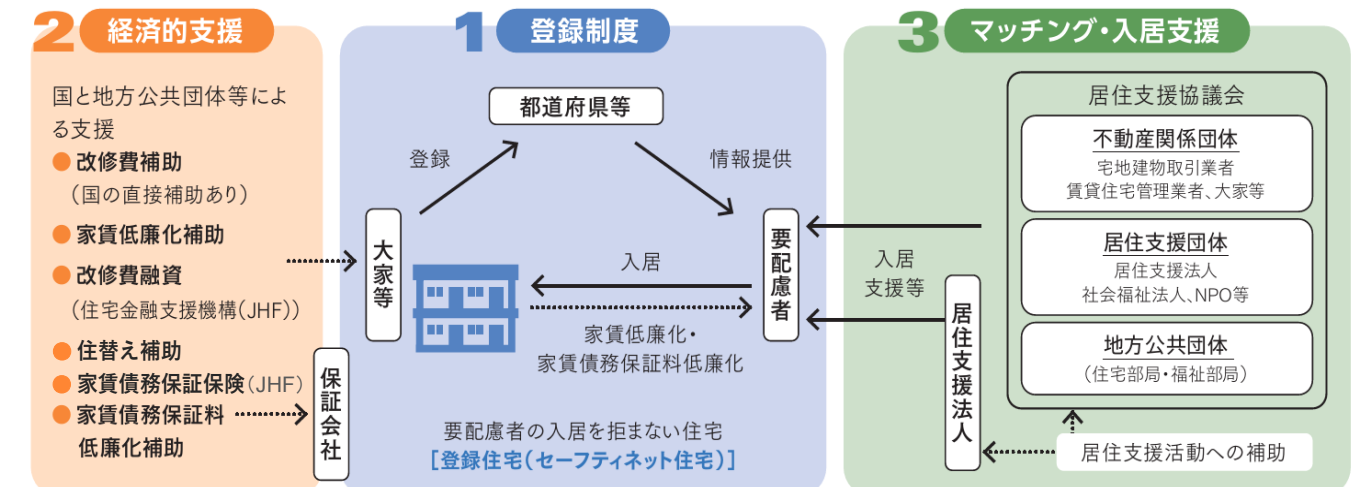 2 経済的支援
国と地方公共団体等によ
る支援
● 改修費補助
（国の直接補助あり）
● 家賃低廉化補助
● 改修費融資
（住宅金融支援機構（JHF））
● 住替え補助
● 家賃債務保証保険（JHF）
● 家賃債務保証料
低廉化補助
保証会社
1 登録制度
都道府県等
登録
情報提供
大家等
要配慮者
入居
家賃低廉化・
家賃債務保証料低廉化
要配慮者の入居を拒まない住宅
［登録住宅（セーフティネット住宅）］
3 マッチング・入居支援
入居
支援等
居住支援法人
居住支援協議会
不動産関係団体
宅地建物取引業者
賃貸住宅管理業者、大家等
居住支援団体
居住支援法人
社会福祉法人、NPO等
地方公共団体
（住宅部局・福祉部局）
居住支援活動への補助